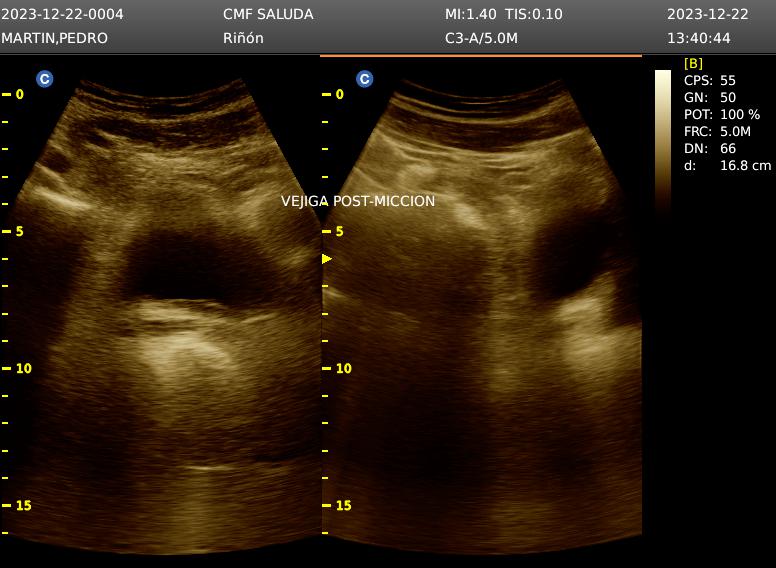 2023-12-22-0004 CMF SALUDA MI:1.40 TIS:0.10 2023-12-22
MARTIN,PEDRO Riñón C3-A/5.0M 13:40:44
[B]
C C
CPS: 55
GN: 50
POT: 100 %
FRC: 5.0M
DN: 66
d: 16.8 cm
0 0
VEJIGA POST-MICCION
5 5
10 10
15 15